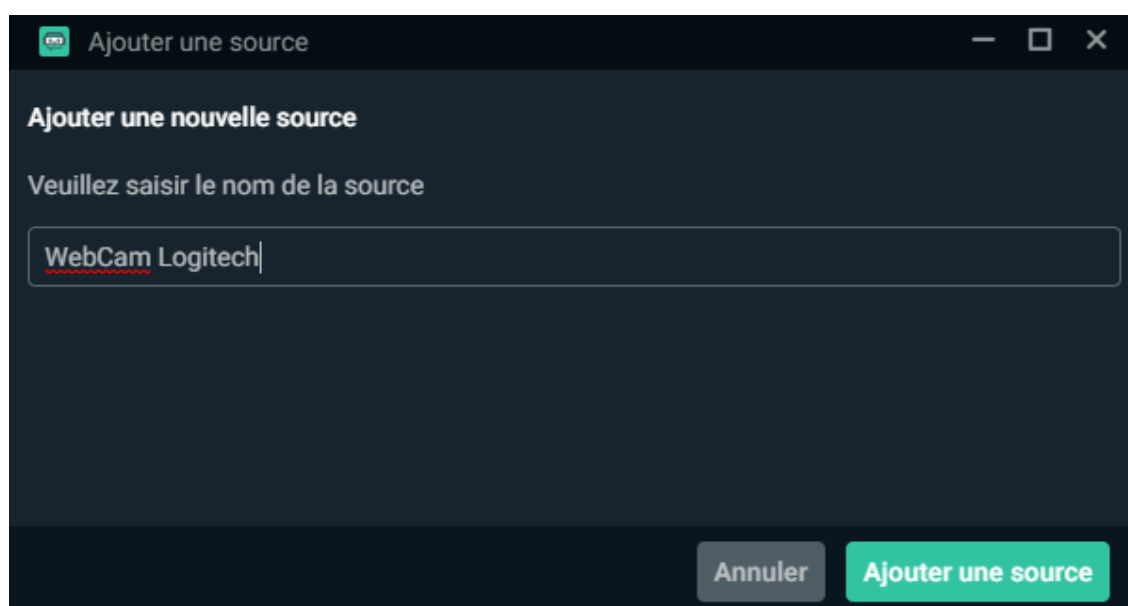 Ajouter une source
Ajouter une nouvelle source
Veuillez saisir le nom de la source
WebCam Logitech
Annuler
Ajouter une source